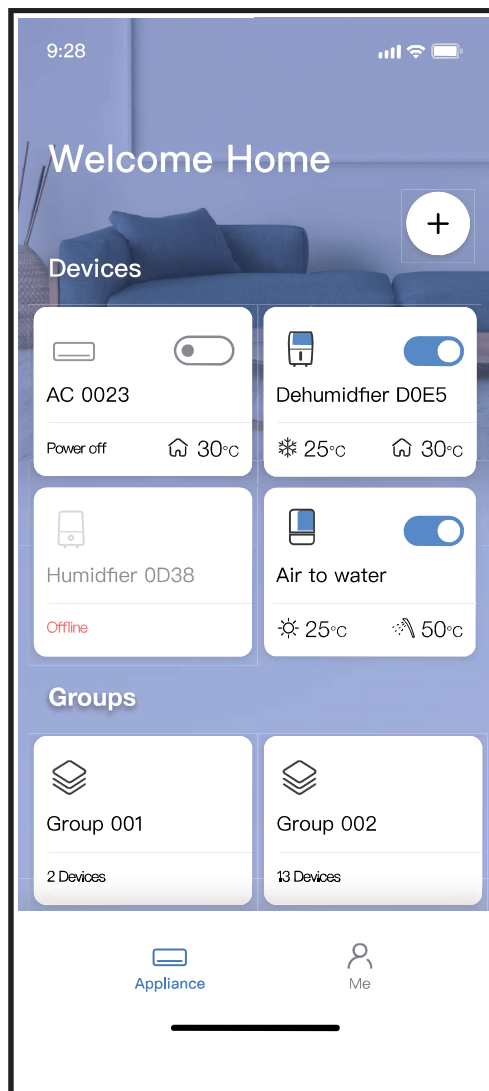 9:28
Welcome Home
+
Devices
AC 0023
Power off 30°C
Dehumidfier D0E5
25°C 30°C
Humidfier 0D38
Offline
Air to water
25°C 50°C
Groups
Group 001
2 Devices
Group 002
13 Devices
Appliance
Me